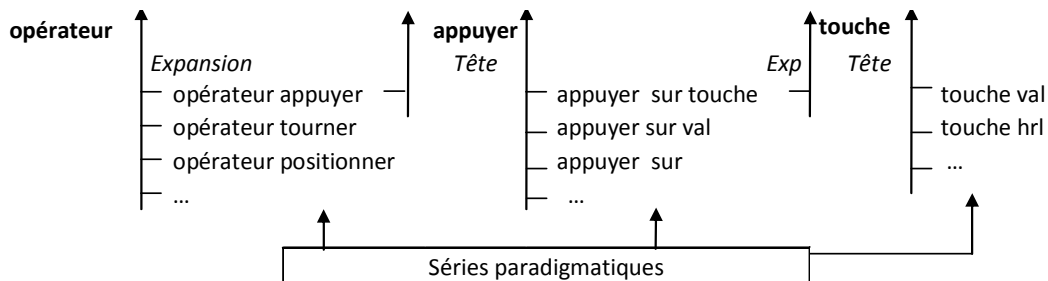 opérateur appuyer touche
Expansion Tête Exp Tête
opérateur appuyer appuyer sur touche touche val
opérateur tourner appuyer sur val touche hrl
opérateur positionner appuyer sur ...
... ...
Séries paradigmatiques